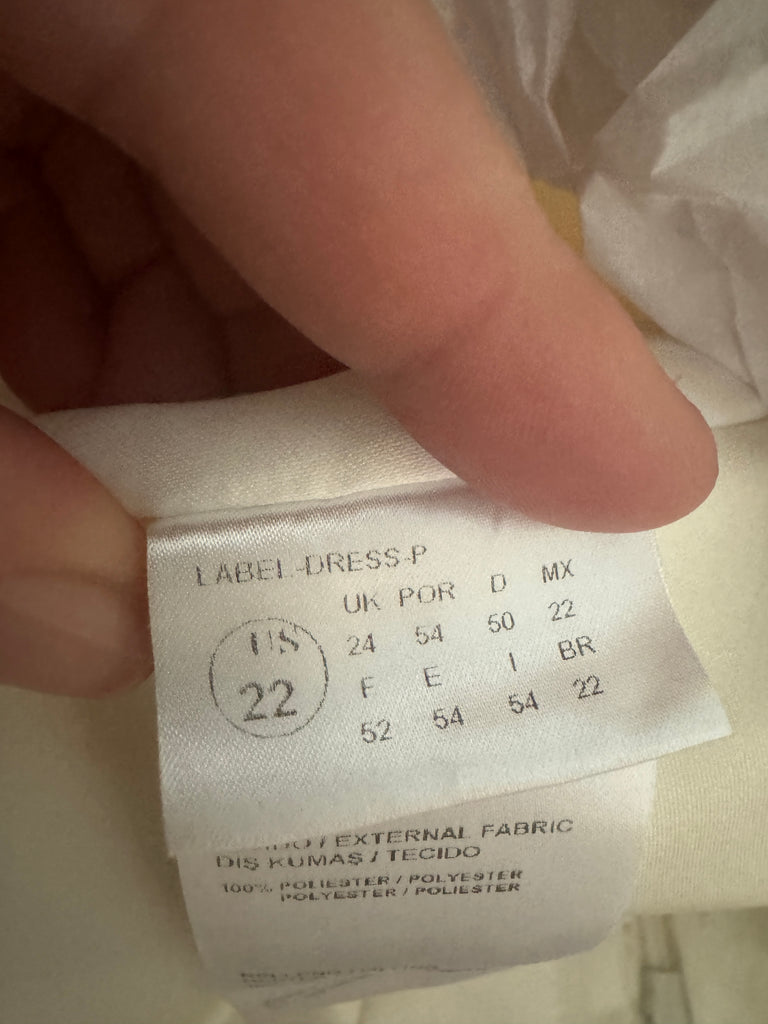 LABEL-DRESS-P
UK POR D MX
US 24 54 50 22
22 F E I BR
52 54 54 22
/ EXTERNAL FABRIC
DIŞ KUMAŞ / TECIDO
100% POLIESTER / POLYESTER
POLYESTER / POLIESTER